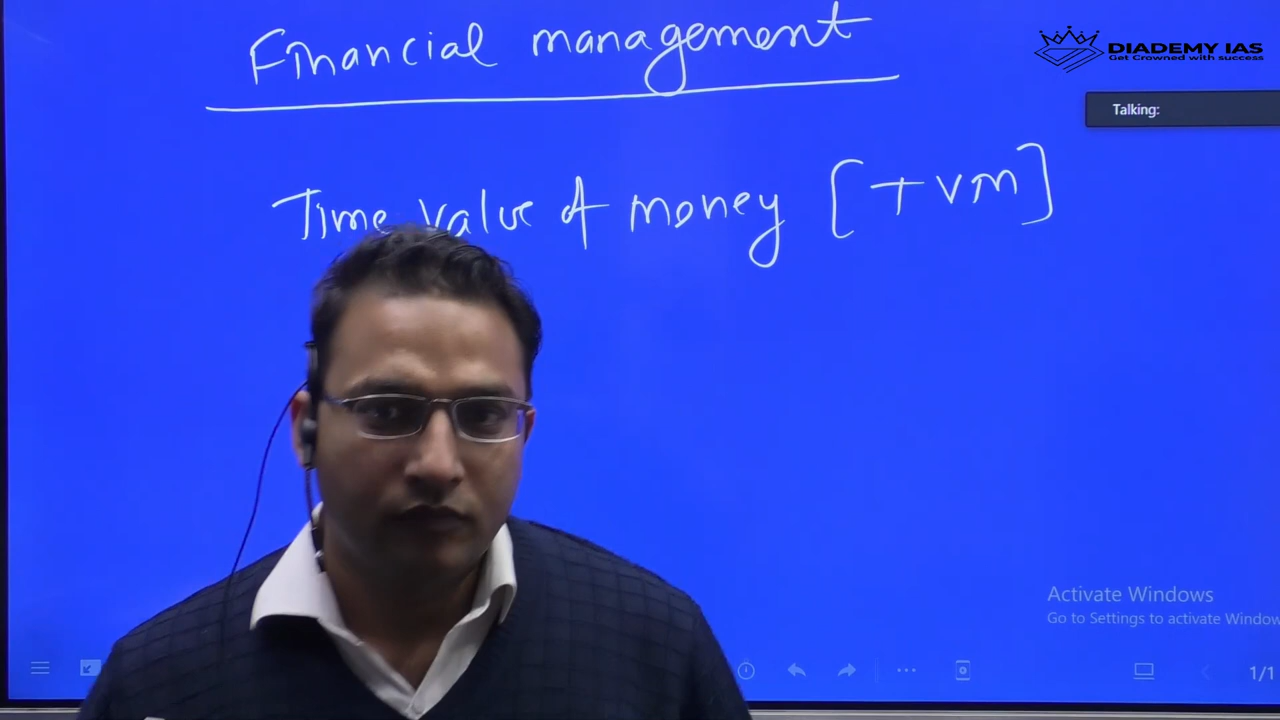 Financial management
DIADEMY IAS
Get Crowned with success
Talking:
Time value of money [TVM]
Activate Windows
Go to Settings to activate Window
1/1